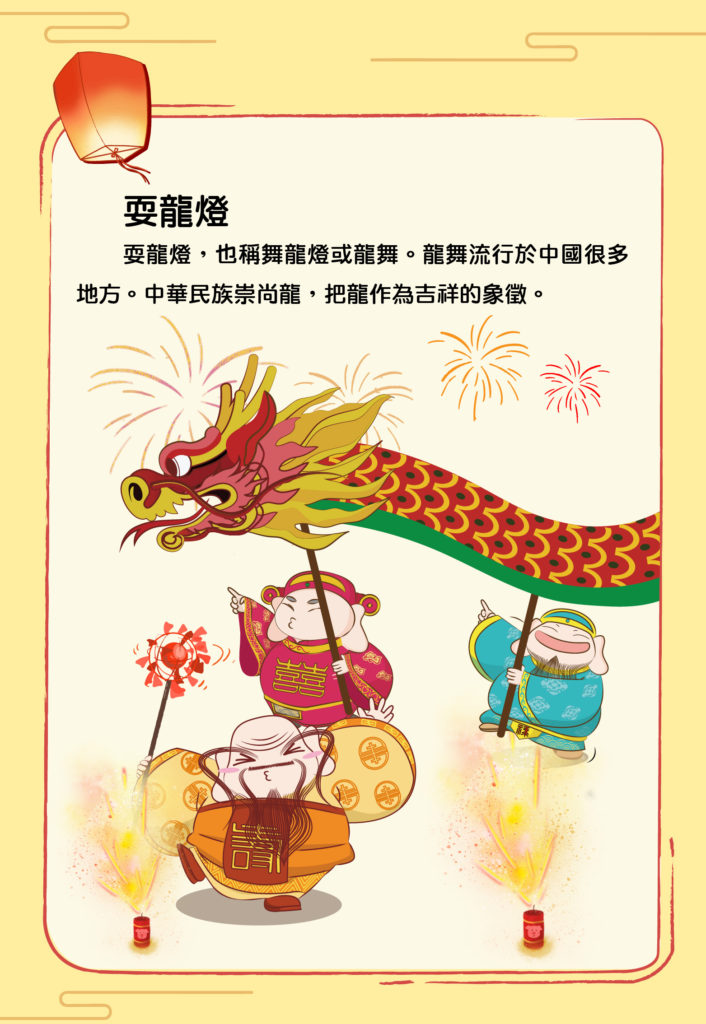 耍龍燈
耍龍燈，也稱舞龍燈或龍舞。龍舞流行於中國很多
地方。中華民族崇尚龍，把龍作為吉祥的象徵。
囍